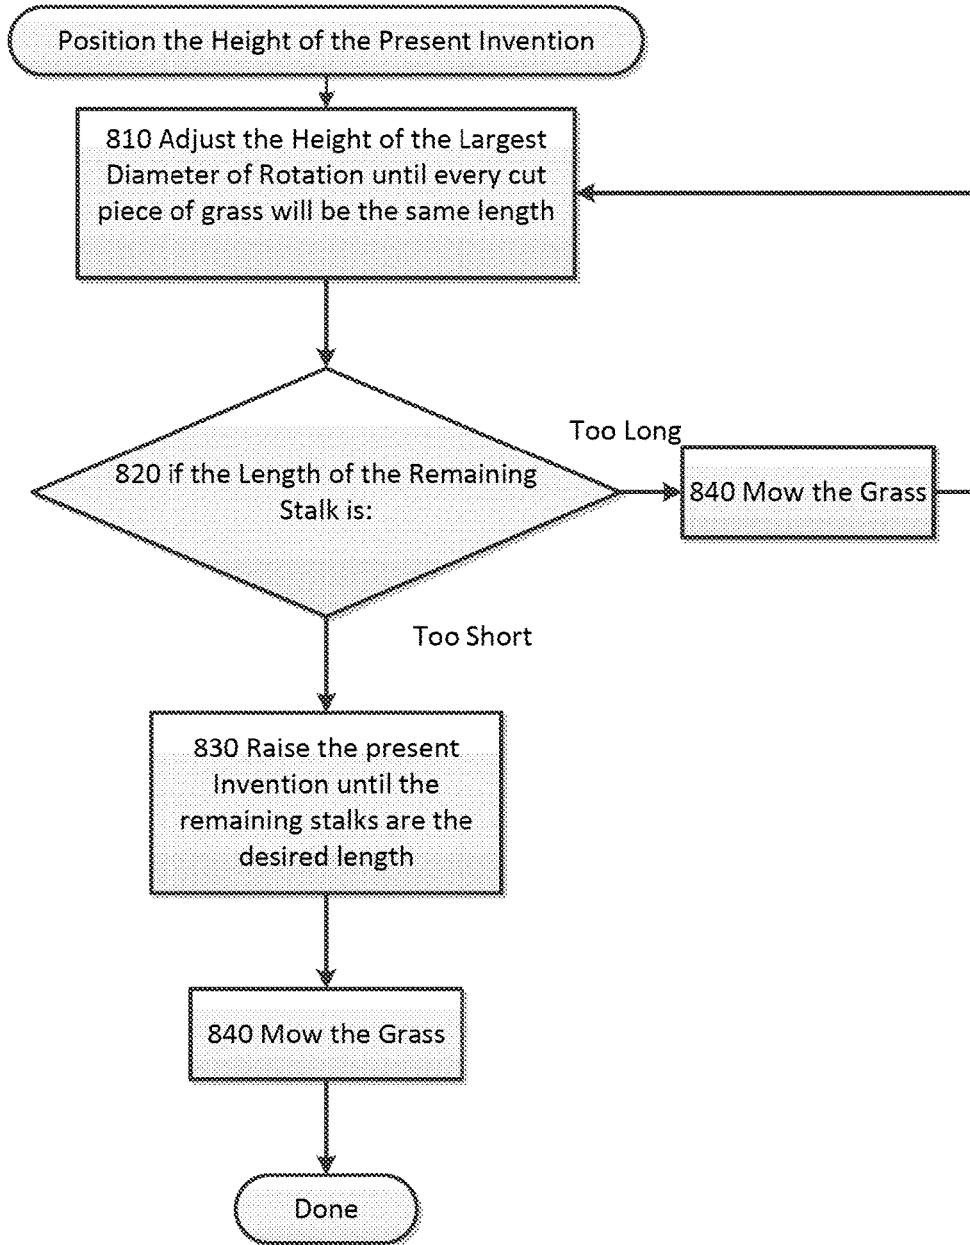 Position the Height of the Present Invention
810 Adjust the Height of the Largest
Diameter of Rotation until every cut
piece of grass will be the same length
Too Long
820 if the Length of the Remaining
Stalk is:
840 Mow the Grass
Too Short
830 Raise the present
Invention until the
remaining stalks are the
desired length
840 Mow the Grass
Done